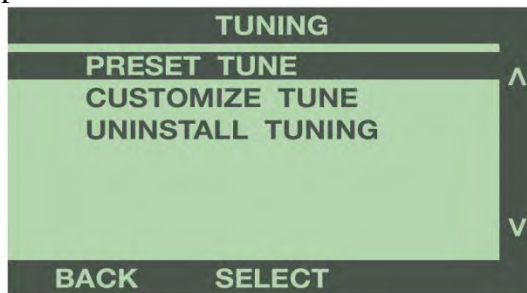 TUNING
PRESET TUNE
CUSTOMIZE TUNE
UNINSTALL TUNING
BACK SELECT